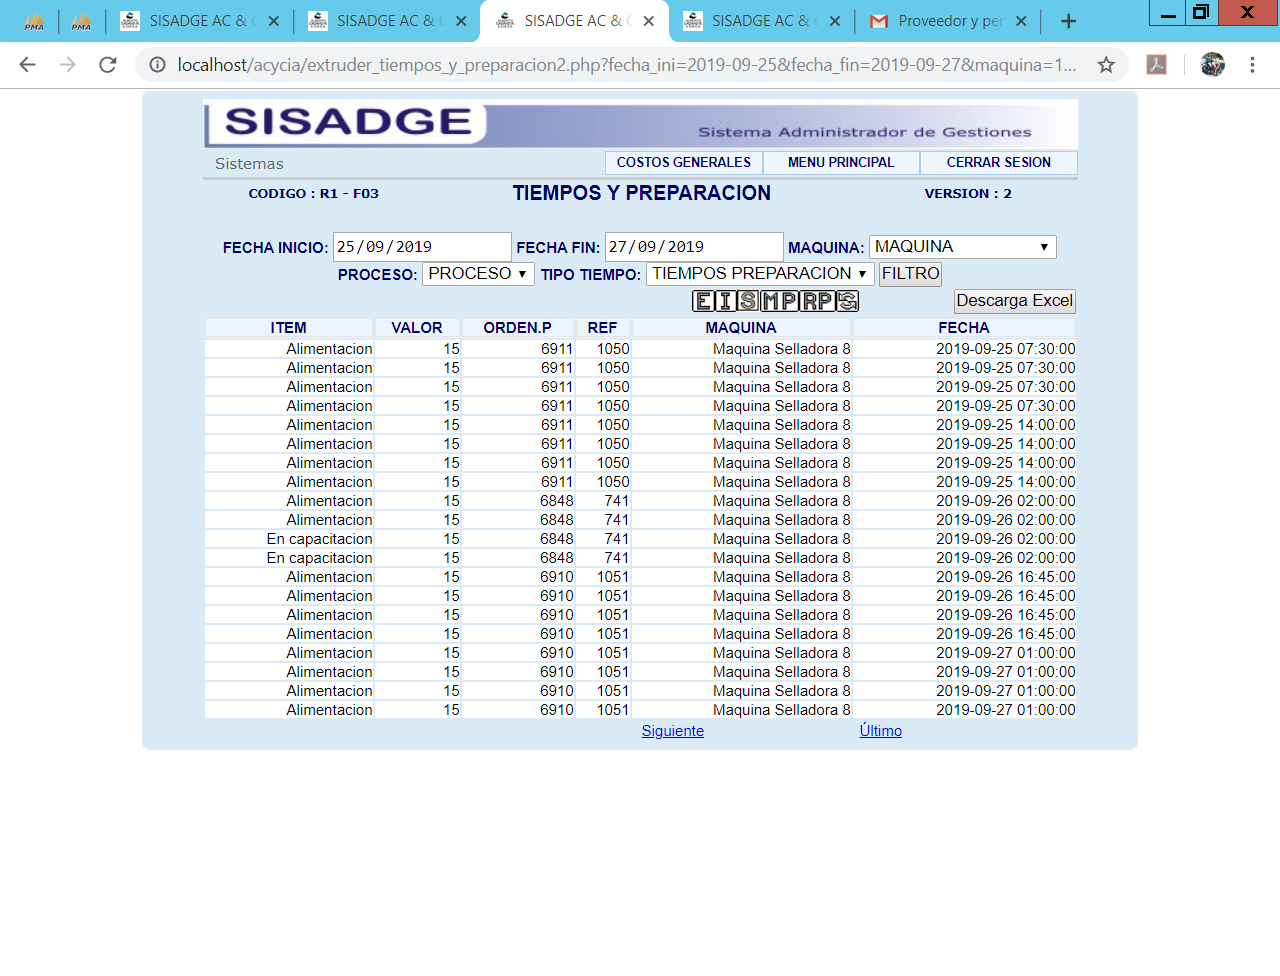 PMA PMA SISADGE AC & C SISADGE AC & C SISADGE AC & C SISADGE AC & C Proveedor y per
localhost/acycia/extruder_tiempos_y_preparacion2.php?fecha_ini=2019-09-25&fecha_fin=2019-09-27&maquina=1...
SISADGE
Sistema Administrador de Gestiones
Sistemas COSTOS GENERALES MENU PRINCIPAL CERRAR SESION
CODIGO : R1 - F03 TIEMPOS Y PREPARACION VERSION : 2
FECHA INICIO: 25/09/2019 FECHA FIN: 27/09/2019 MAQUINA: MAQUINA
PROCESO: PROCESO TIPO TIEMPO: TIEMPOS PREPARACION FILTRO
E I S M P R P Descarga Excel
ITEM VALOR ORDEN.P REF MAQUINA FECHA
Alimentacion 15 6911 1050 Maquina Selladora 8 2019-09-25 07:30:00
Alimentacion 15 6911 1050 Maquina Selladora 8 2019-09-25 07:30:00
Alimentacion 15 6911 1050 Maquina Selladora 8 2019-09-25 07:30:00
Alimentacion 15 6911 1050 Maquina Selladora 8 2019-09-25 07:30:00
Alimentacion 15 6911 1050 Maquina Selladora 8 2019-09-25 14:00:00
Alimentacion 15 6911 1050 Maquina Selladora 8 2019-09-25 14:00:00
Alimentacion 15 6911 1050 Maquina Selladora 8 2019-09-25 14:00:00
Alimentacion 15 6911 1050 Maquina Selladora 8 2019-09-25 14:00:00
Alimentacion 15 6848 741 Maquina Selladora 8 2019-09-26 02:00:00
Alimentacion 15 6848 741 Maquina Selladora 8 2019-09-26 02:00:00
En capacitacion 15 6848 741 Maquina Selladora 8 2019-09-26 02:00:00
En capacitacion 15 6848 741 Maquina Selladora 8 2019-09-26 02:00:00
Alimentacion 15 6910 1051 Maquina Selladora 8 2019-09-26 16:45:00
Alimentacion 15 6910 1051 Maquina Selladora 8 2019-09-26 16:45:00
Alimentacion 15 6910 1051 Maquina Selladora 8 2019-09-26 16:45:00
Alimentacion 15 6910 1051 Maquina Selladora 8 2019-09-26 16:45:00
Alimentacion 15 6910 1051 Maquina Selladora 8 2019-09-27 01:00:00
Alimentacion 15 6910 1051 Maquina Selladora 8 2019-09-27 01:00:00
Alimentacion 15 6910 1051 Maquina Selladora 8 2019-09-27 01:00:00
Alimentacion 15 6910 1051 Maquina Selladora 8 2019-09-27 01:00:00
Siguiente Último